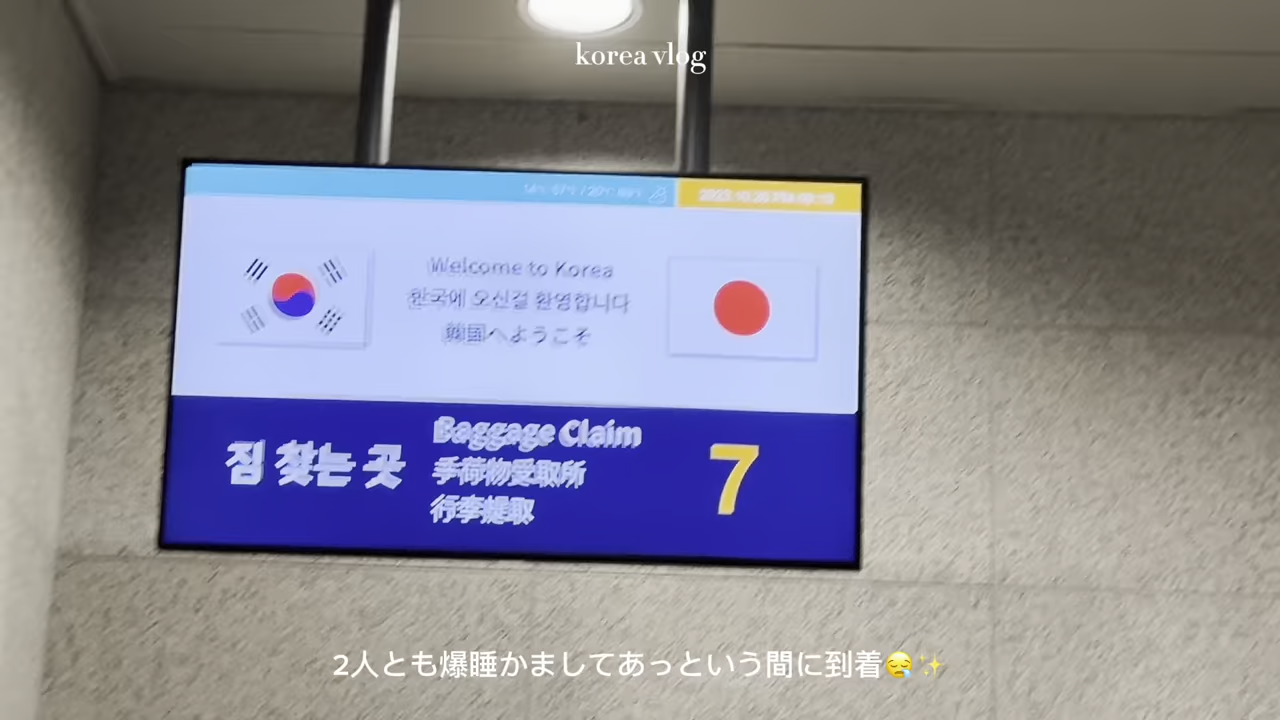 korea vlog
Welcome to Korea
한국에 오신걸 환영합니다
韓国へようこそ
짐 찾는 곳
Baggage Claim
手荷物受取所
行李提取
7
2人とも爆睡かましてあっという間に到着😪✨